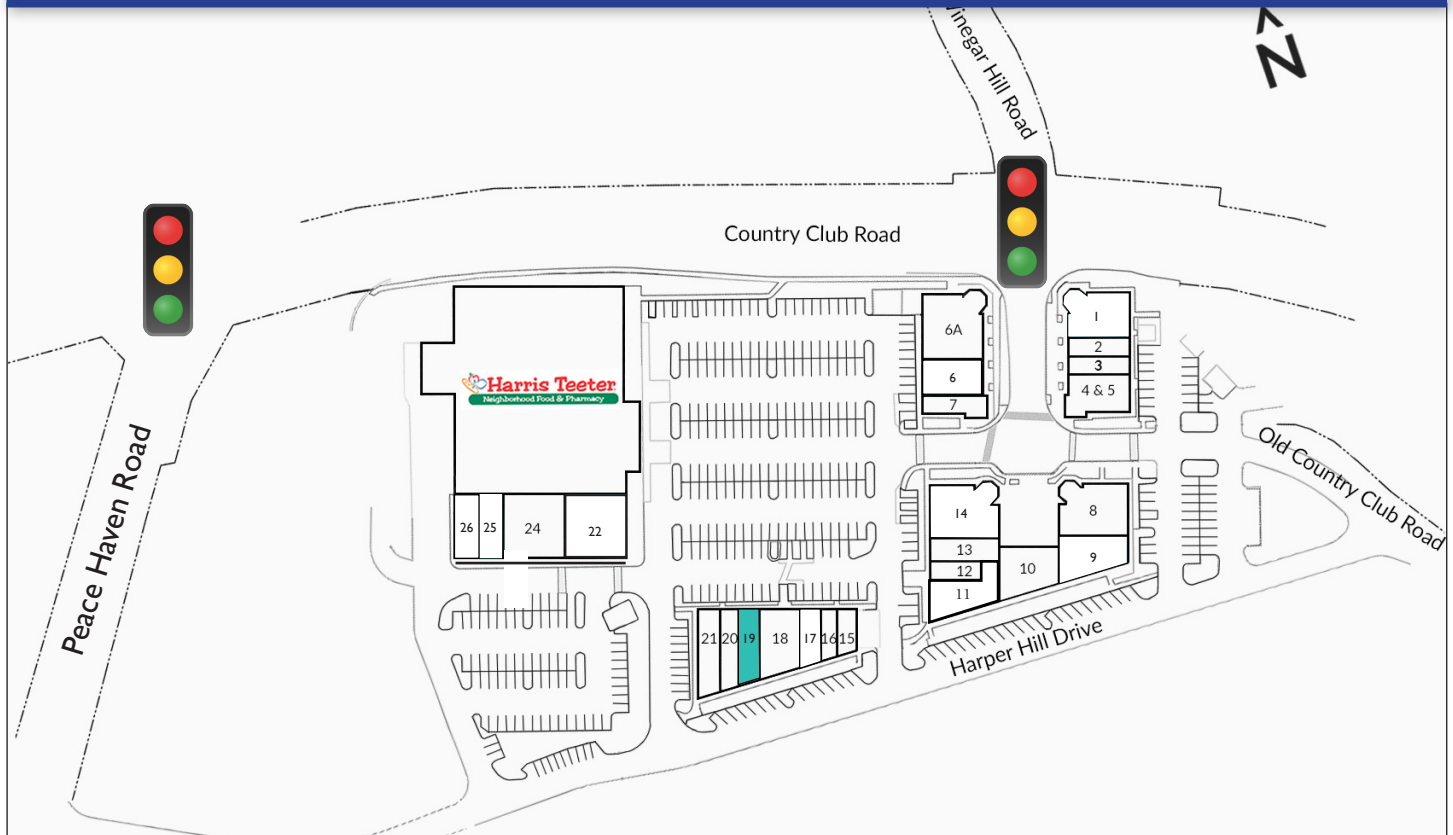 Vinegar Hill Road
N
Country Club Road
Harris Teeter
Neighborhood Food & Pharmacy
6A
6
7
1
2
3
4 & 5
Old Country Club Road
Peace Haven Road
26
25
24
22
14
13
12
11
10
8
9
21
20
19
18
17
16
15
Harper Hill Drive